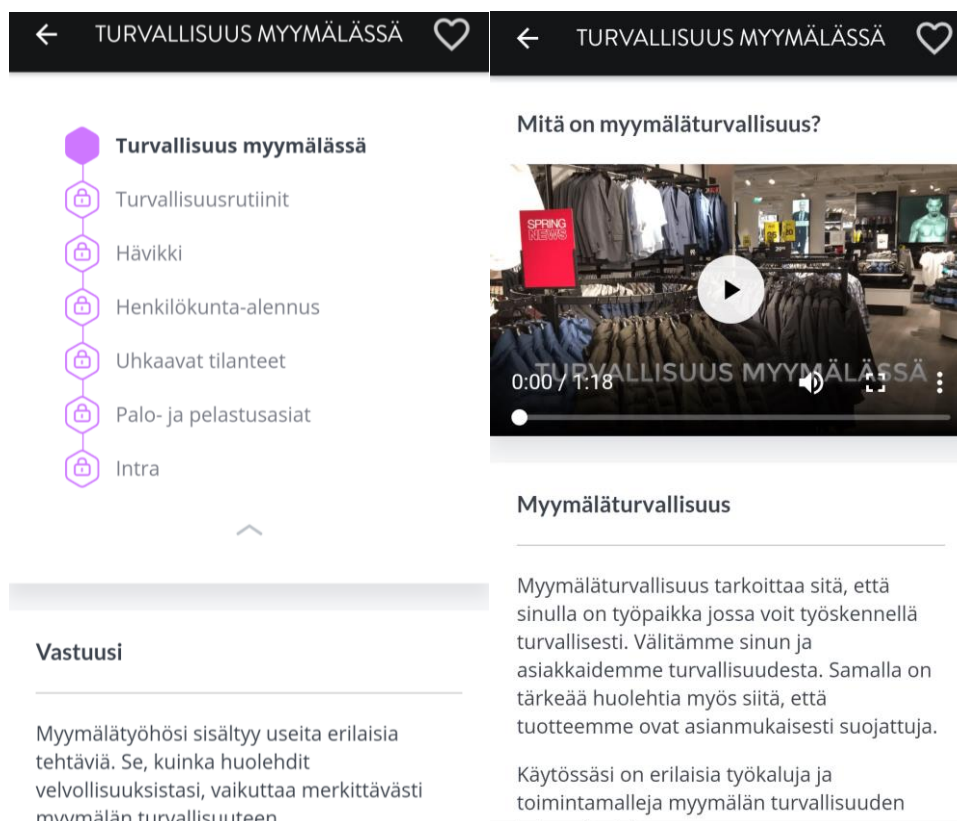 TURVALLISUUS MYYMÄLÄSSÄ
Turvallisuus myymälässä
Turvallisuusrutiinit
Hävikki
Henkilökunta-alennus
Uhkaavat tilanteet
Palo- ja pelastusasiat
Intra
Vastuusi
Myymälätyöhösi sisältyy useita erilaisia
tehtäviä. Se, kuinka huolehdit
velvollisuuksistasi, vaikuttaa merkittävästi
myymälän turvallisuuteen
TURVALLISUUS MYYMÄLÄSSÄ
Mitä on myymäläturvallisuus?
SPRING
NEWS
TURVALLISUUS MYYMÄLÄSSÄ
0:00 / 1:18
Myymäläturvallisuus
Myymäläturvallisuus tarkoittaa sitä, että
sinulla on työpaikka jossa voit työskennellä
turvallisesti. Välitämme sinun ja
asiakkaidemme turvallisuudesta. Samalla on
tärkeää huolehtia myös siitä, että
tuotteemme ovat asianmukaisesti suojattuja.
Käytössäsi on erilaisia työkaluja ja
toimintamalleja myymälän turvallisuuden